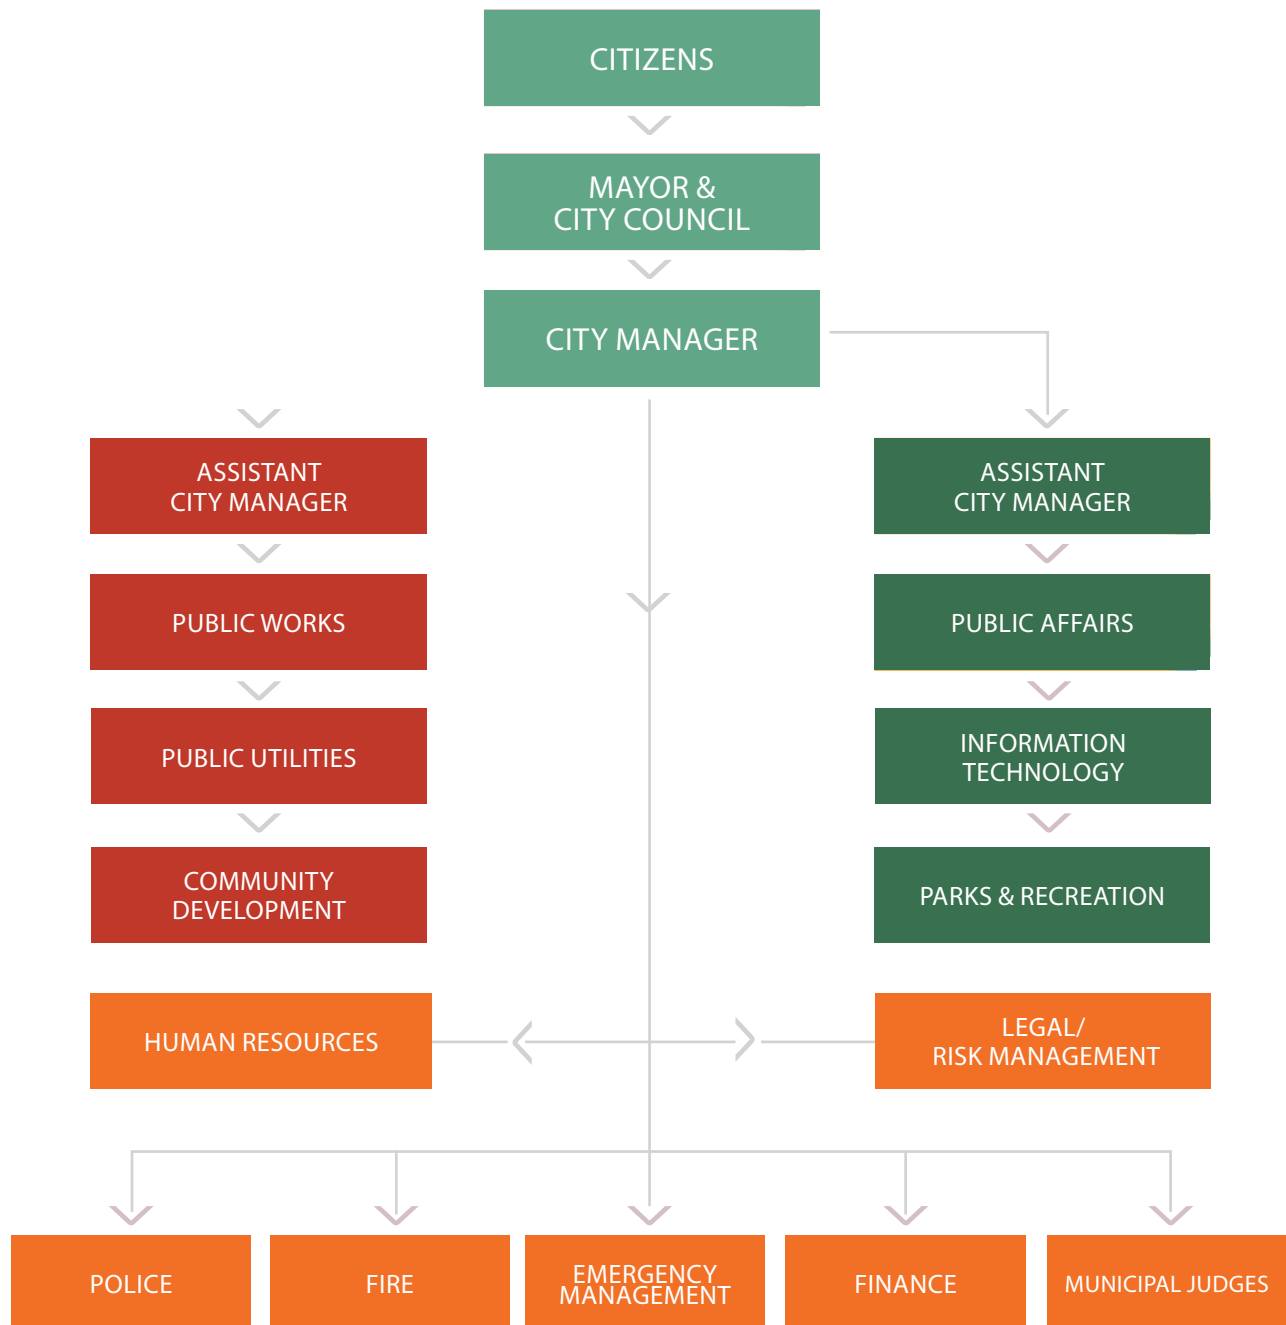 CITIZENS
MAYOR &
CITY COUNCIL
CITY MANAGER
ASSISTANT
CITY MANAGER
PUBLIC WORKS
PUBLIC UTILITIES
COMMUNITY
DEVELOPMENT
ASSISTANT
CITY MANAGER
PUBLIC AFFAIRS
INFORMATION
TECHNOLOGY
PARKS & RECREATION
HUMAN RESOURCES
LEGAL/
RISK MANAGEMENT
POLICE
FIRE
EMERGENCY
MANAGEMENT
FINANCE
MUNICIPAL JUDGES